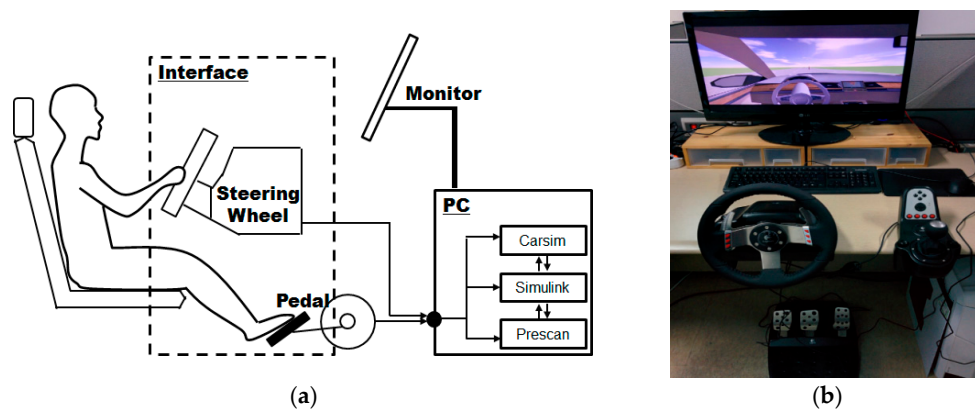 Interface
Monitor
Steering
Wheel
PC
Carsim
Simulink
Prescan
Pedal
(a)
(b)